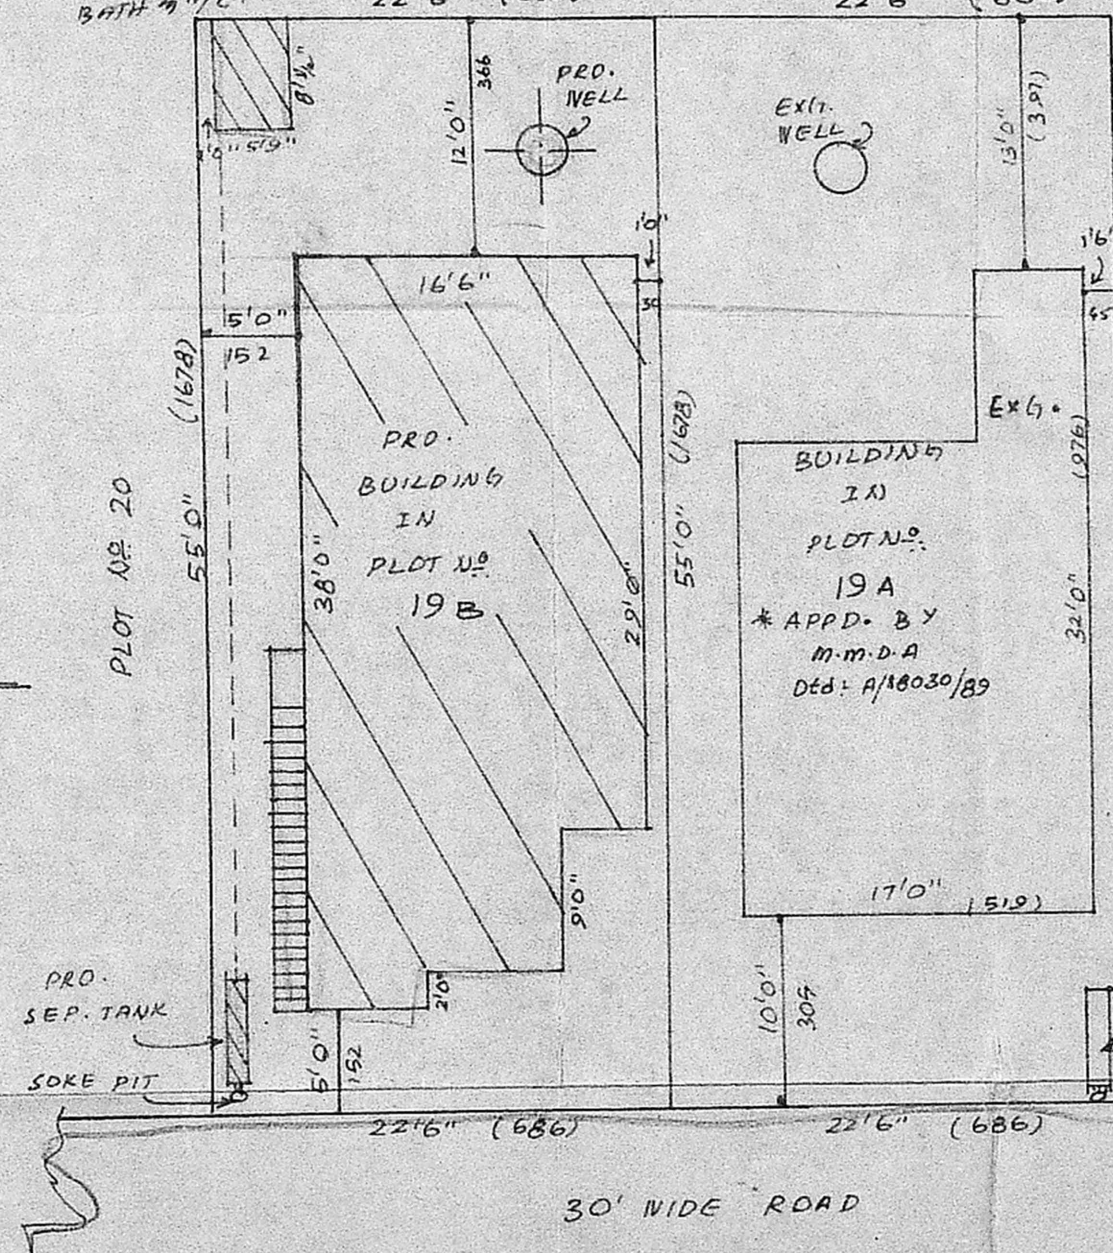 BATH
22'6"
22'6"
8'1½"
5'9"
12'0"
366
PRO.
WELL
EXG.
WELL
13'0"
(397)
1'0"
30
1'6"
45
16'6"
5'0"
152
(1678)
55'0"
PLOT Nº 20
PRO.
BUILDING
IN
PLOT Nº
19 B
38'0"
29'0"
(1678)
55'0"
EXG.
BUILDING
IN
PLOT Nº.
19 A
* APPD. BY
M.M.D.A
Dtd: A/18030/89
(976)
32'0"
17'0"
(519)
9'0"
2'0"
PRO.
SEP. TANK
SOKE PIT
5'0"
152
10'0"
305
22'6" (686)
22'6" (686)
30' WIDE ROAD